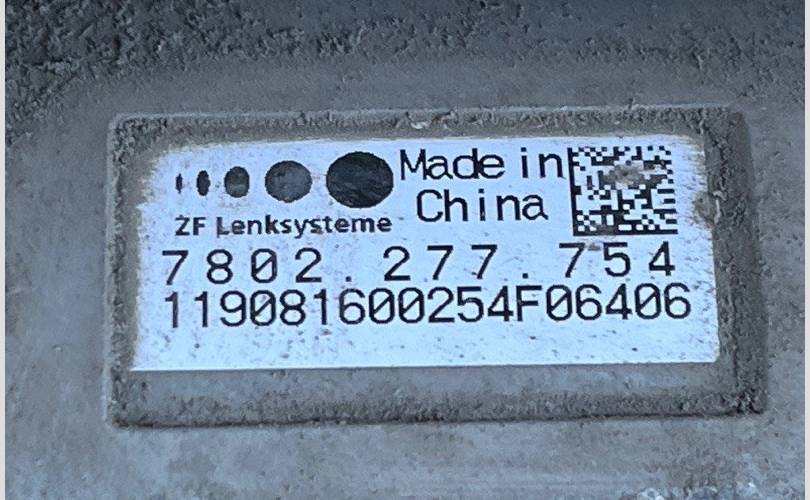 Made in
China
ZF Lenksysteme
7802.277.754
119081600254F06406